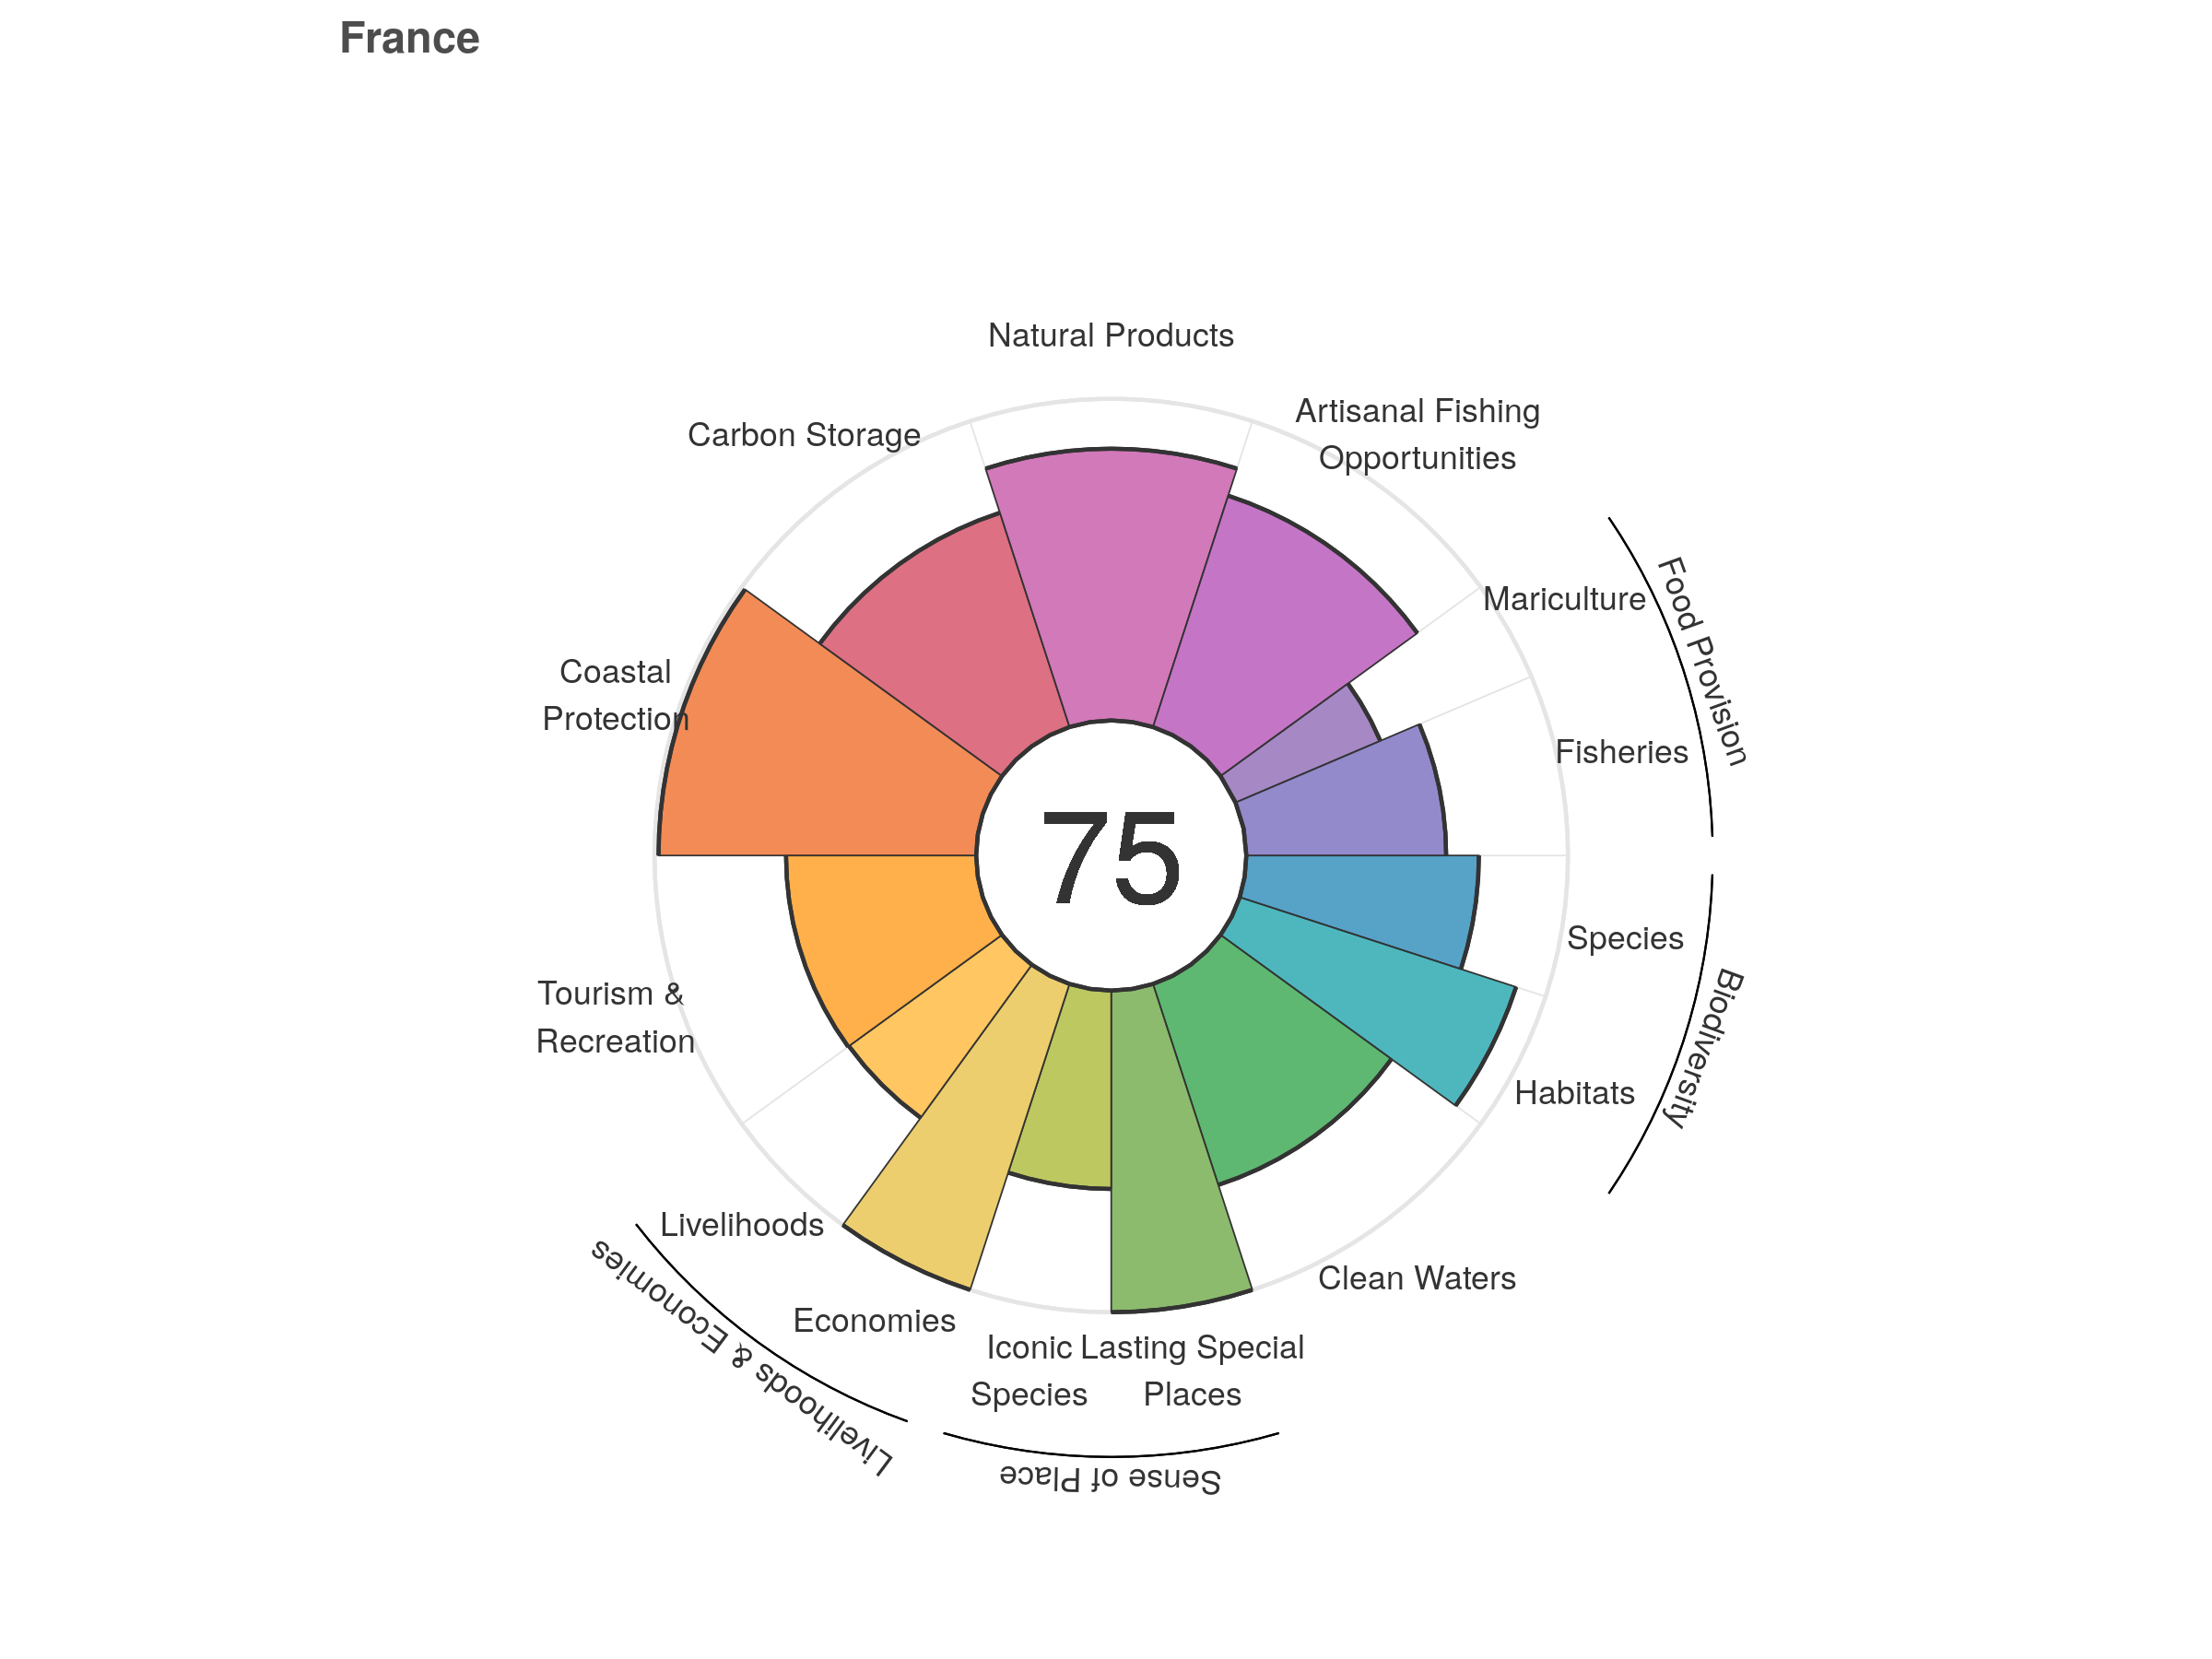 France
Natural Products
Artisanal Fishing
Opportunities
Carbon Storage
Mariculture
Food Provision
Coastal
Protection
Fisheries
75
Species
Biodiversity
Tourism &
Recreation
Habitats
Livelihoods
Clean Waters
Economies
Livelihoods & Economies
Iconic
Species
Lasting Special
Places
Sense of Place